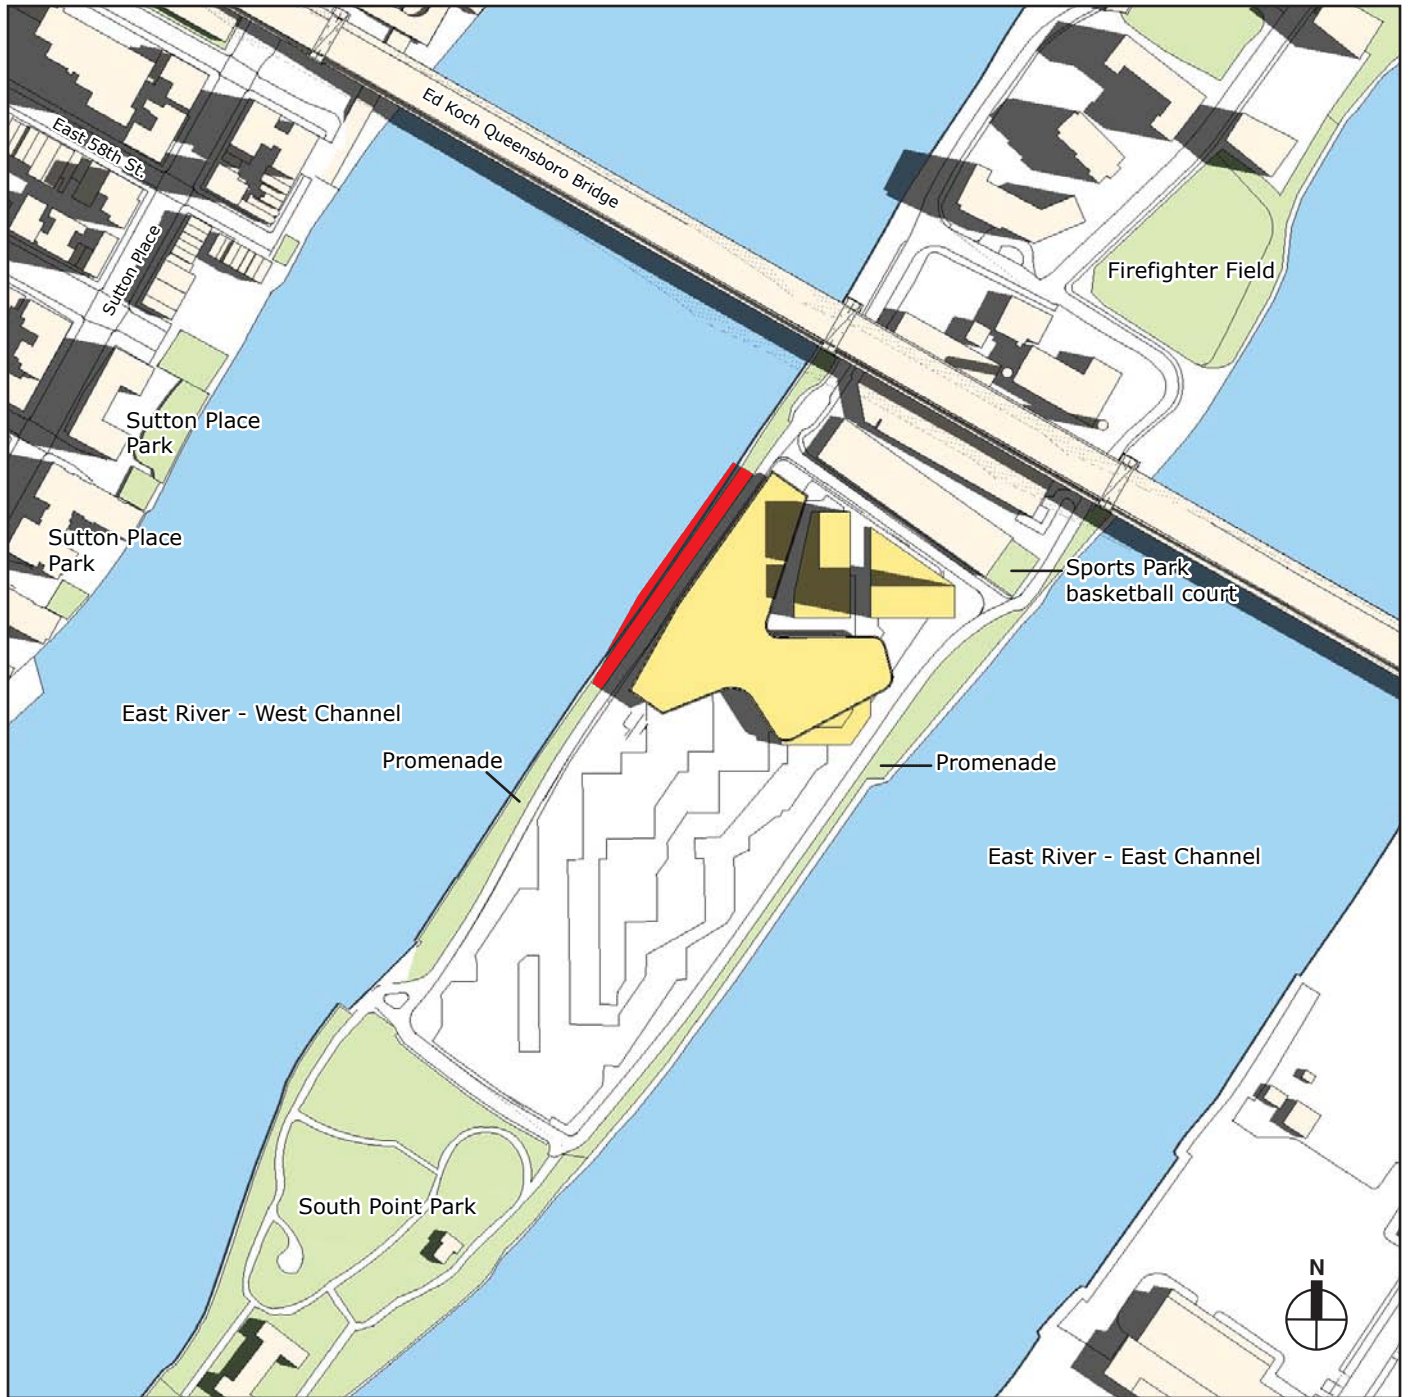 Ed Koch Queensboro Bridge
East 58th St.
Sutton Place
Firefighter Field
Sutton Place
Park
Sutton Place
Park
Sports Park
basketball court
East River - West Channel
Promenade
Promenade
East River - East Channel
South Point Park
N